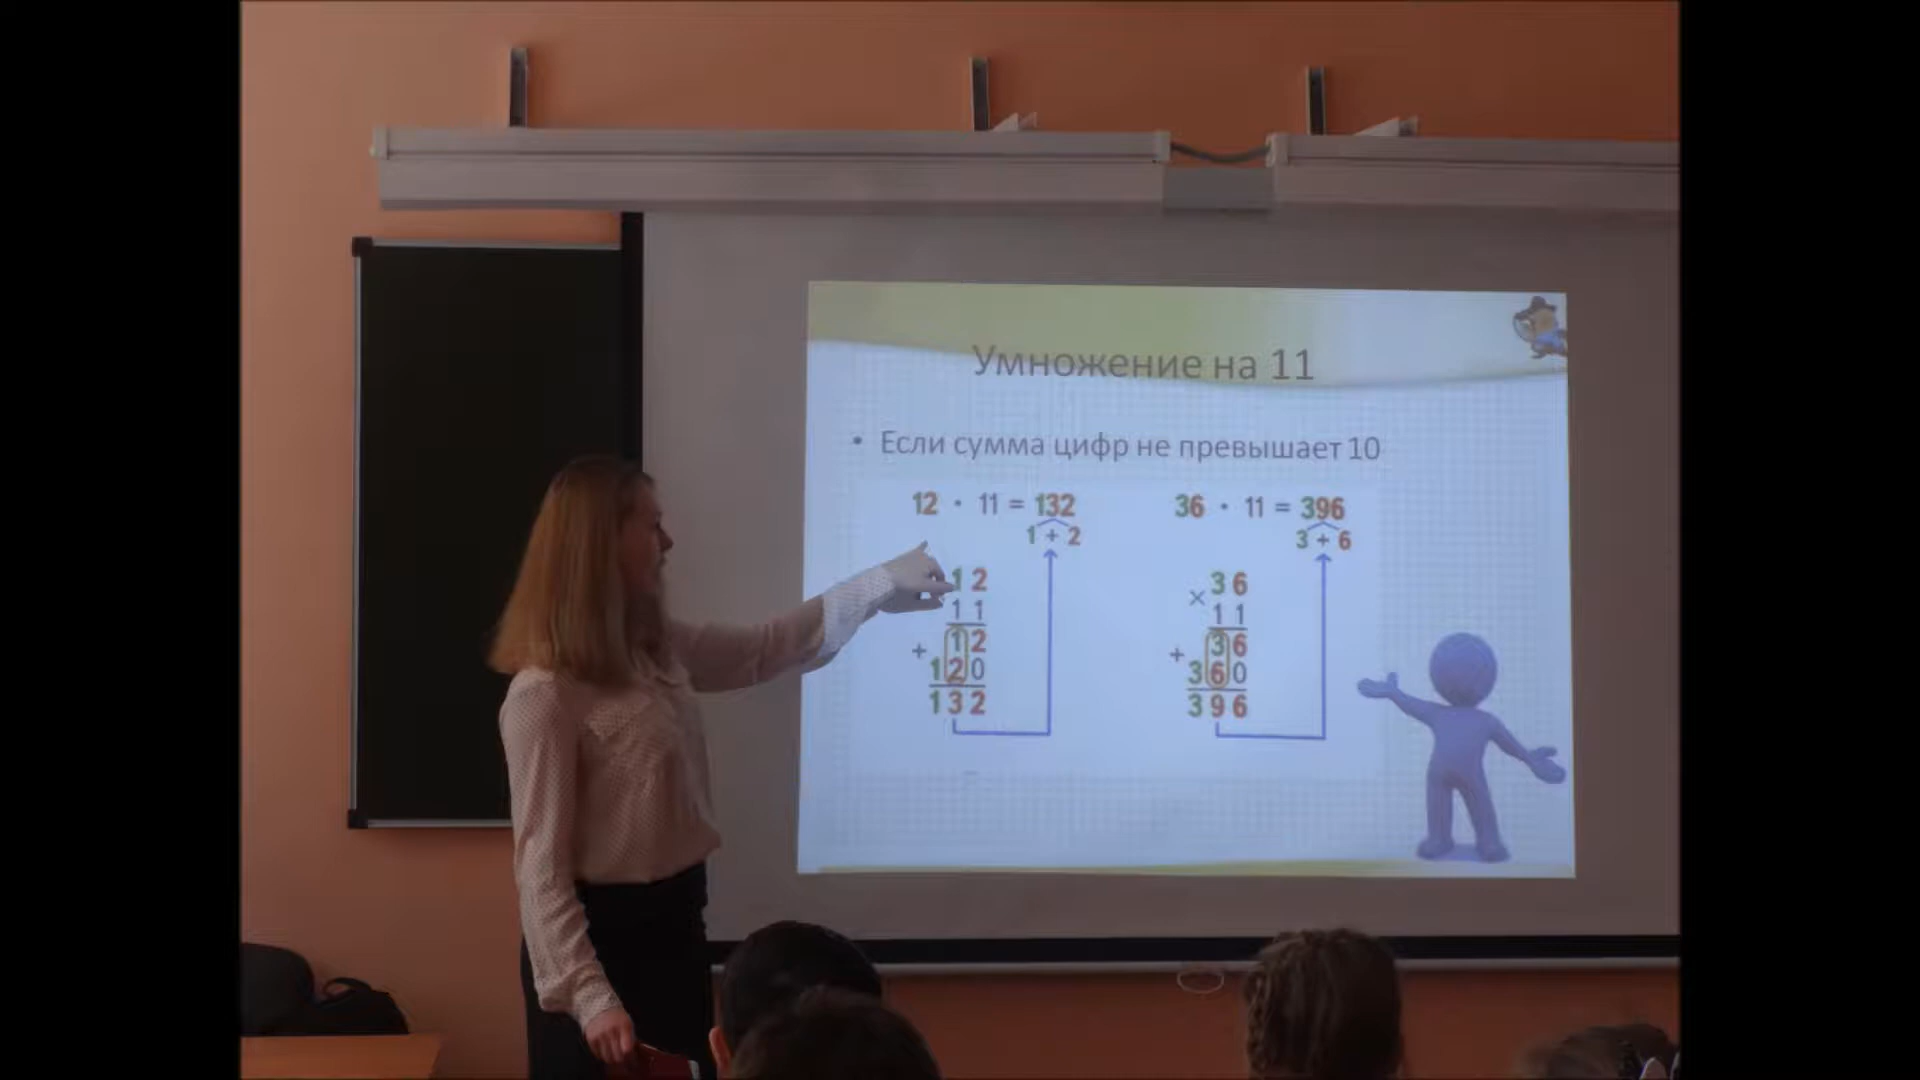 Умножение на 11
• Если сумма цифр не превышает 10
12 · 11 = 132
1 + 2
12
11
+ 12
120
132
36 · 11 = 396
3 + 6
× 36
11
+ 36
360
396